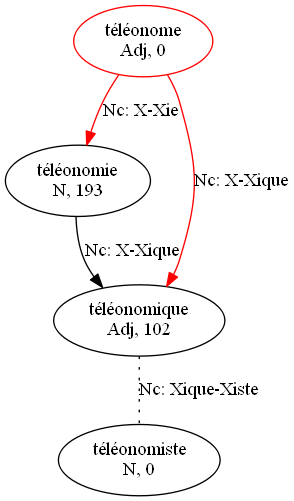 téléonome
Adj, 0
Nc: X-Xie
téléonomie
N, 193
Nc: X-Xique
Nc: X-Xique
téléonomique
Adj, 102
Nc: Xique-Xiste
téléonomiste
N, 0